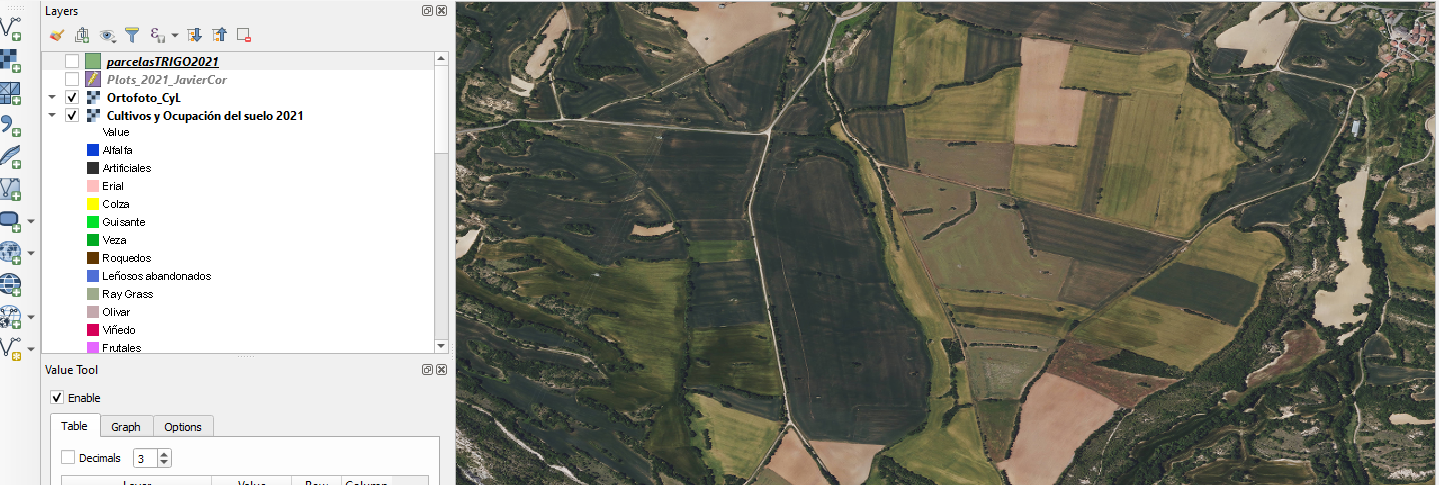 Layers
parcelasTRIGO2021
Plots_2021_JavierCor
Ortofoto_CyL
Cultivos y Ocupación del suelo 2021
Value
Alfalfa
Artificiales
Erial
Colza
Guisante
Veza
Roquedos
Leñosos abandonados
Ray Grass
Olivar
Viñedo
Frutales
Value Tool
Enable
Table Graph Options
Decimals 3
Layer Value Row Column